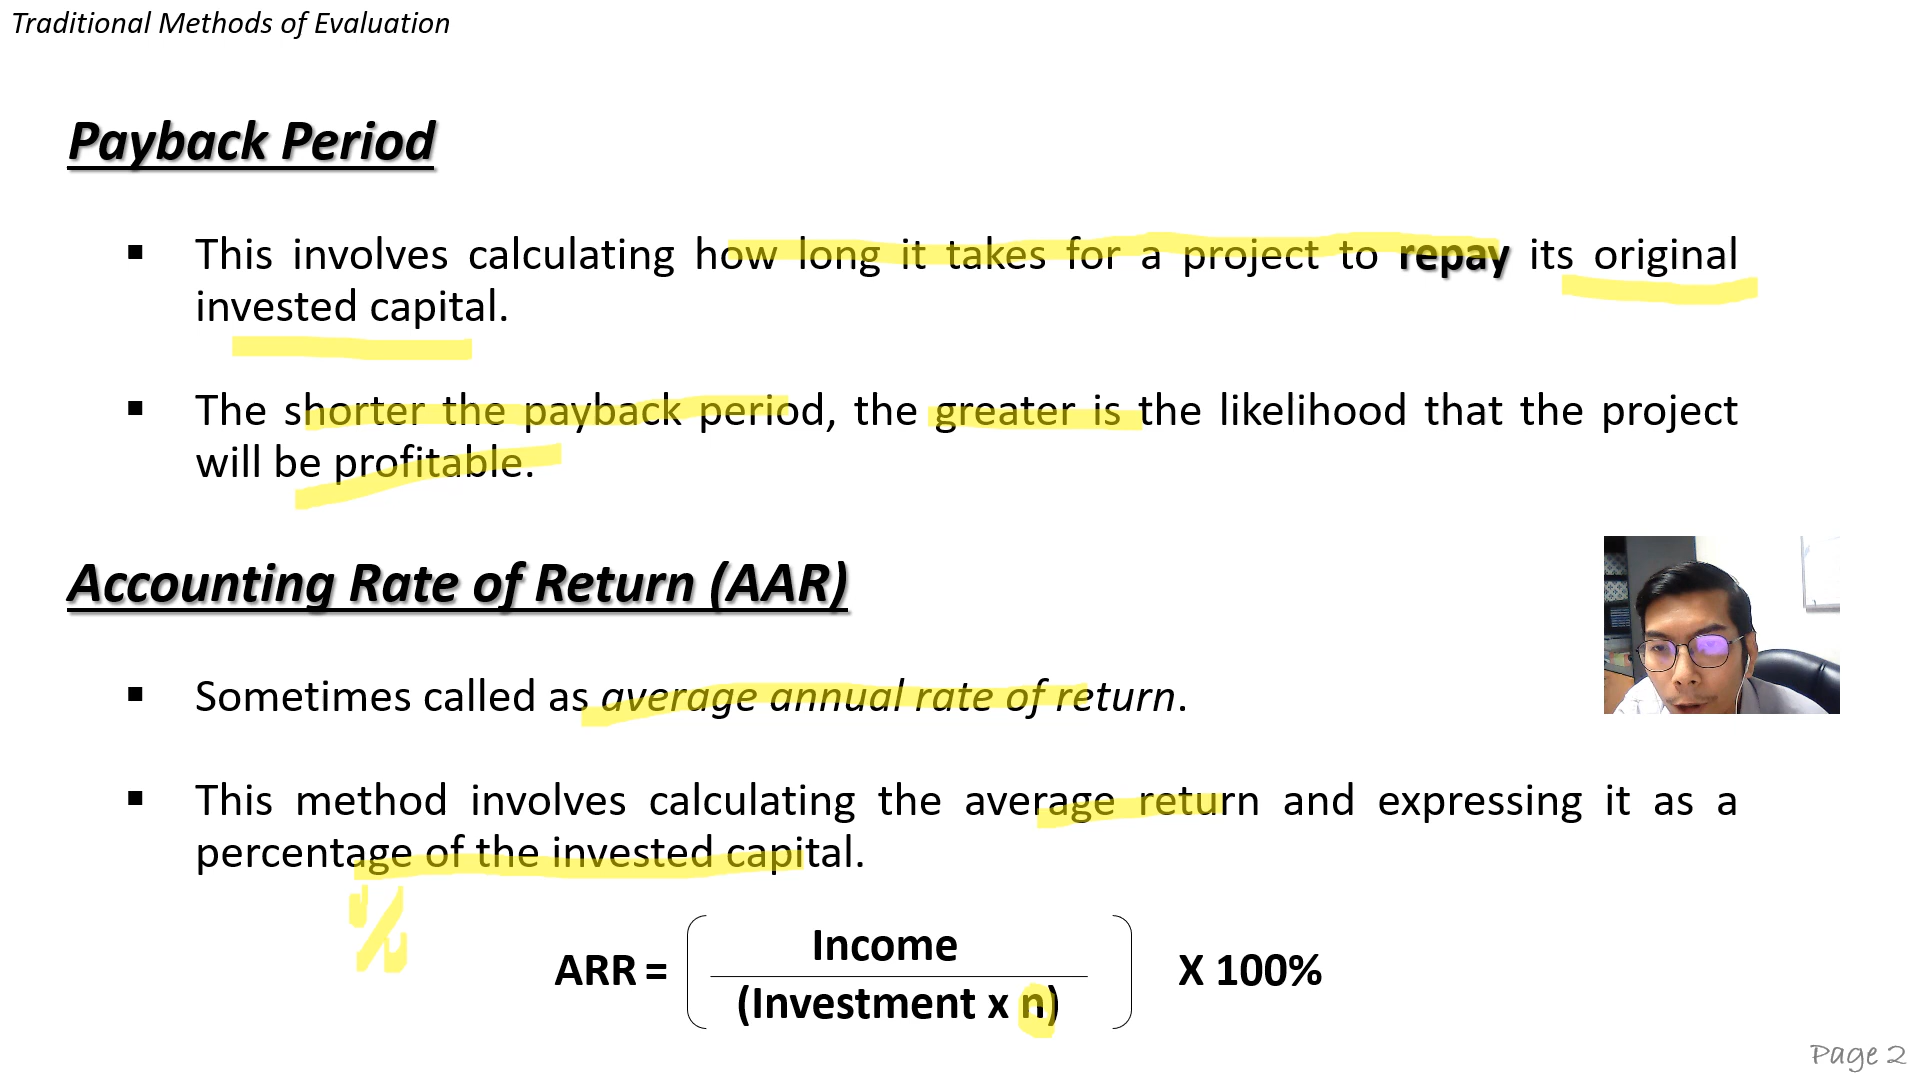 Traditional Methods of Evaluation
Payback Period
▪ This involves calculating how long it takes for a project to repay its original
invested capital.
▪ The shorter the payback period, the greater is the likelihood that the project
will be profitable.
Accounting Rate of Return (AAR)
▪ Sometimes called as average annual rate of return.
▪ This method involves calculating the average return and expressing it as a
percentage of the invested capital.
%
Income
ARR = X 100%
(Investment x n)
Page 2